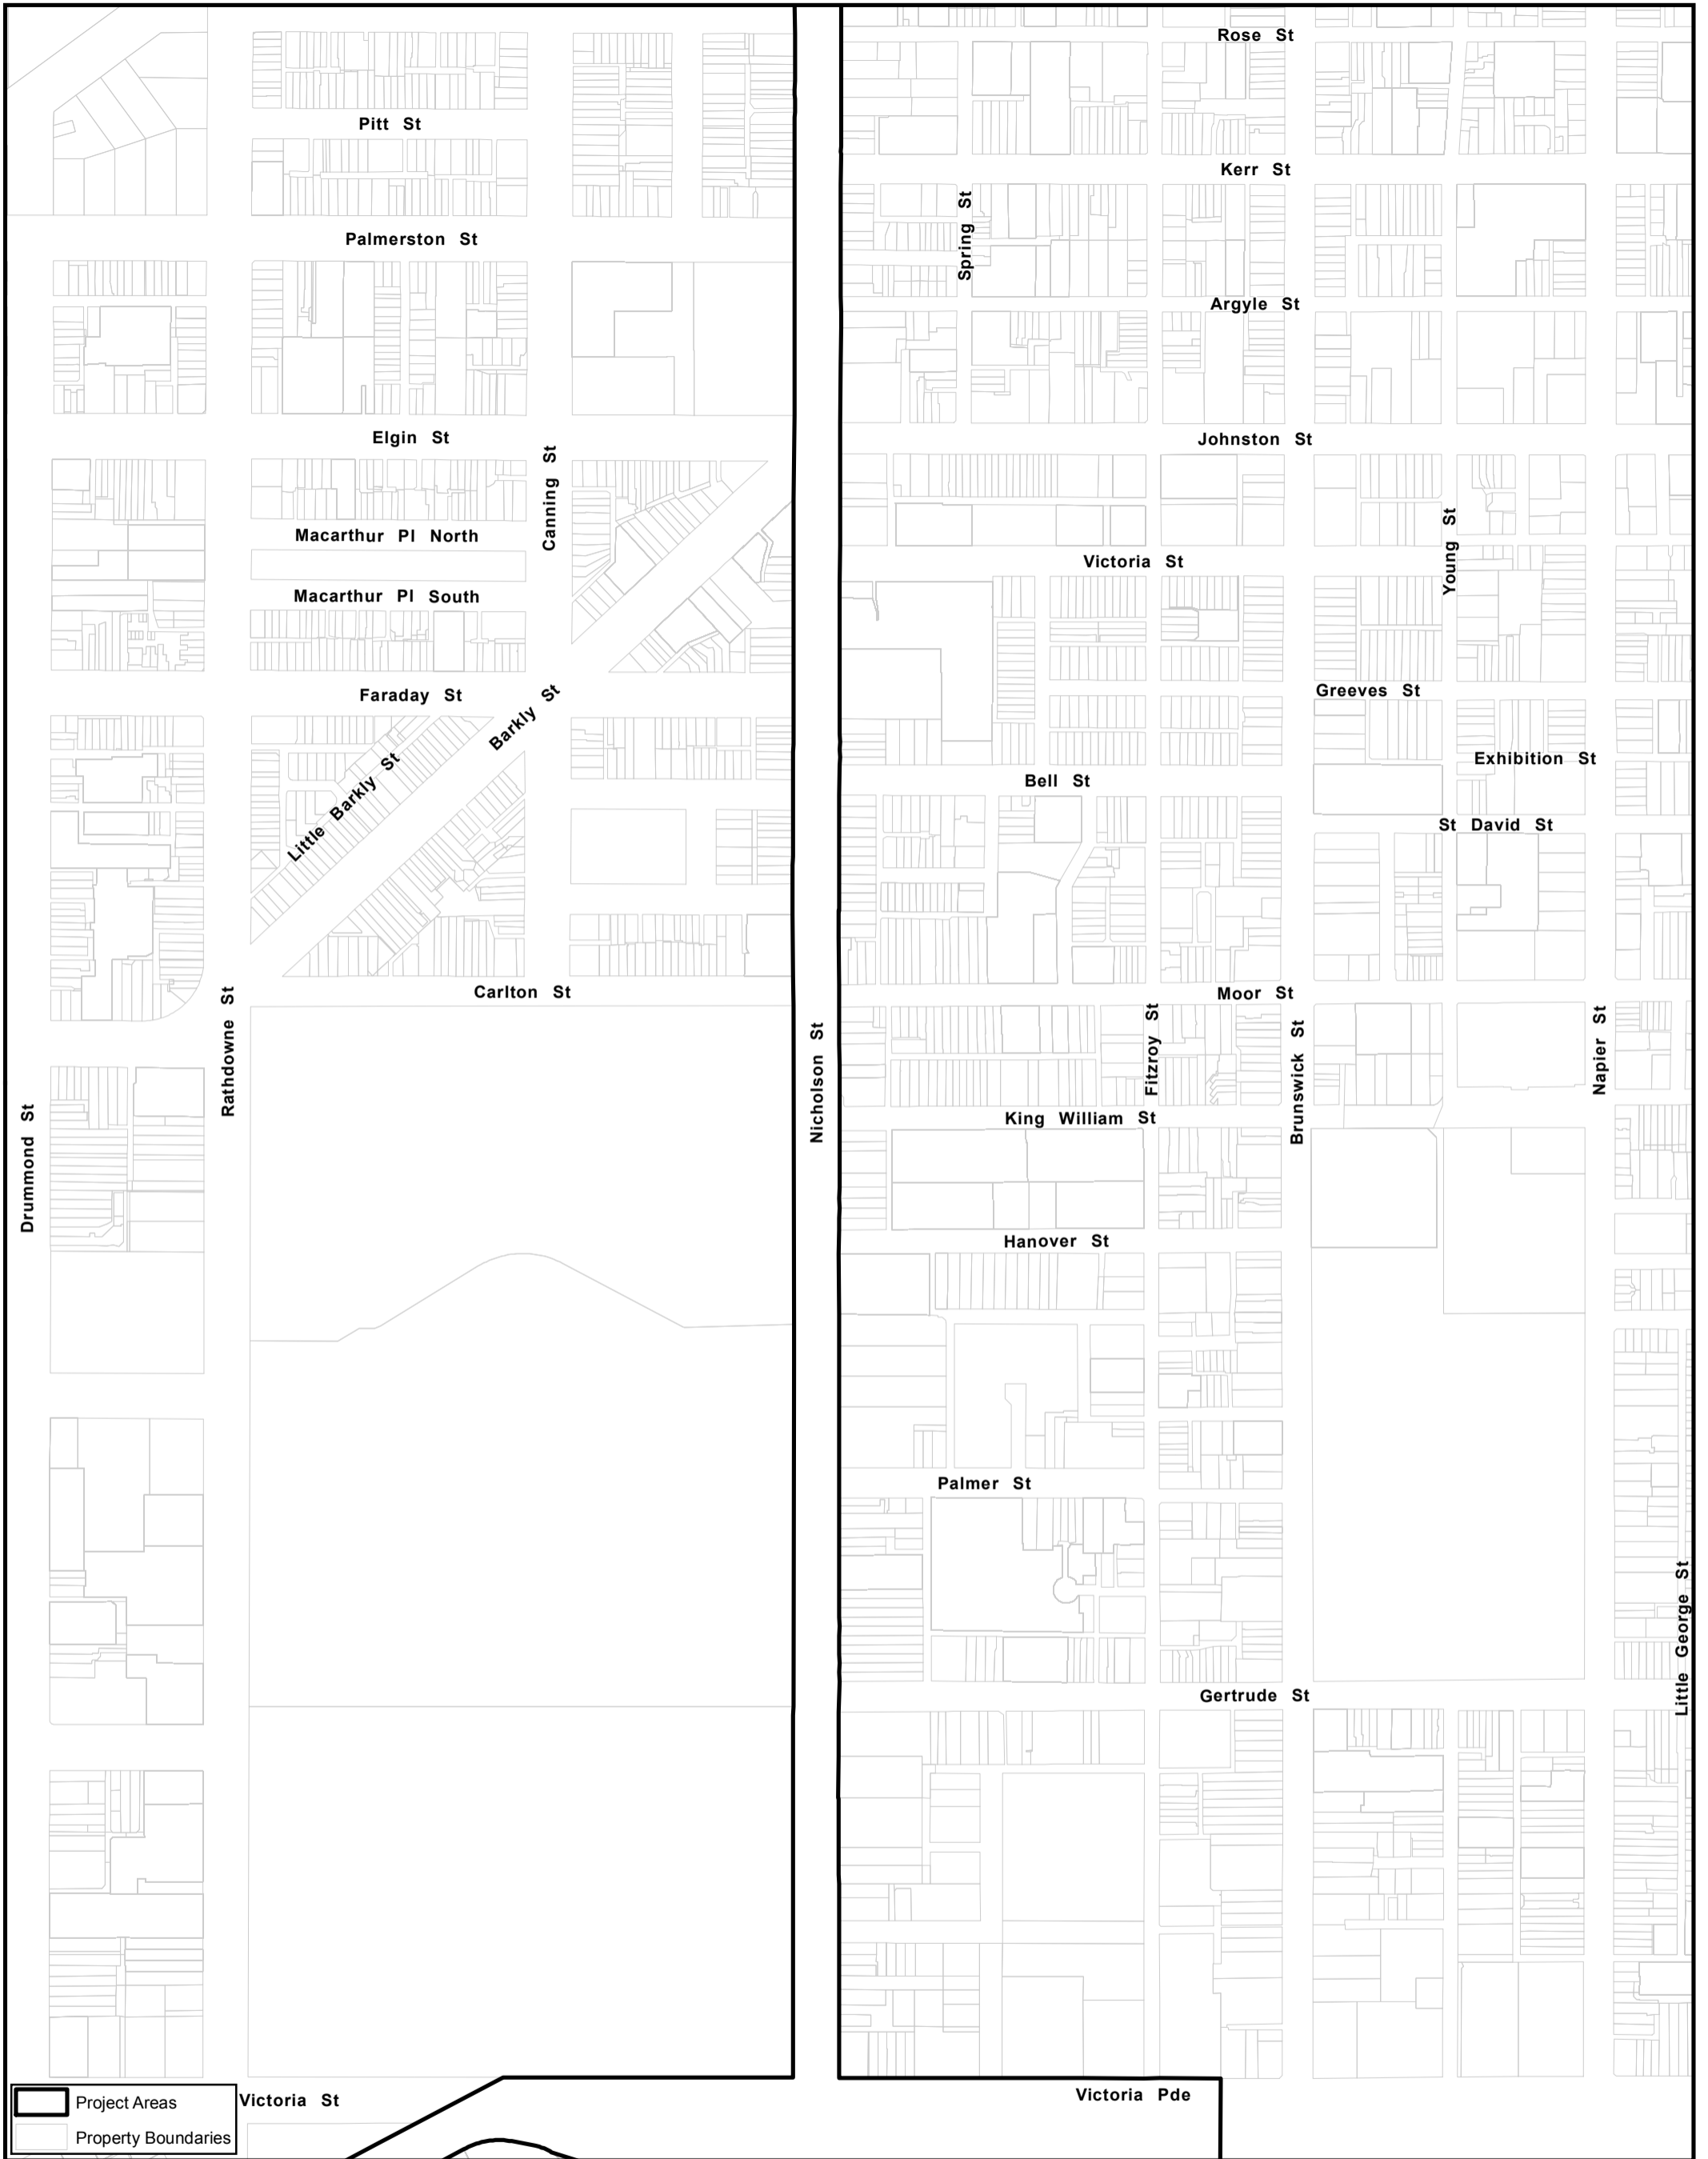 Rose St
Pitt St
Kerr St
Spring St
Palmerston St
Argyle St
Elgin St
Johnston St
Canning St
Macarthur Pl North
Young St
Victoria St
Macarthur Pl South
Greeves St
Faraday St
Barkly St
Exhibition St
Bell St
Little Barkly St
St David St
Carlton St
Moor St
Rathdowne St
Nicholson St
Fitzroy St
Brunswick St
Napier St
King William St
Drummond St
Hanover St
Palmer St
Little George St
Gertrude St
Victoria St
Victoria Pde
Project Areas
Property Boundaries